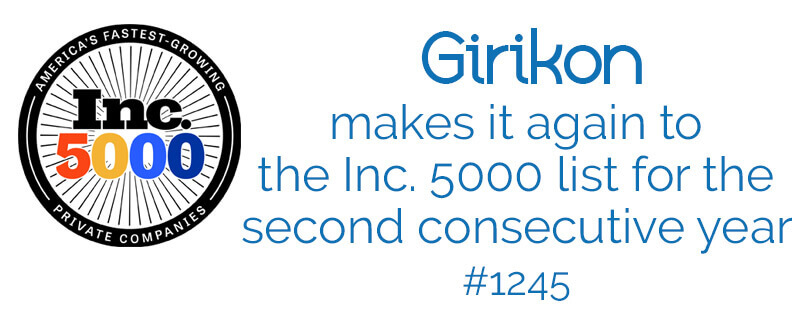 AMERICA'S FASTEST-GROWING
Inc.
5000
PRIVATE COMPANIES
Girikon
makes it again to
the Inc. 5000 list for the
second consecutive year
#1245